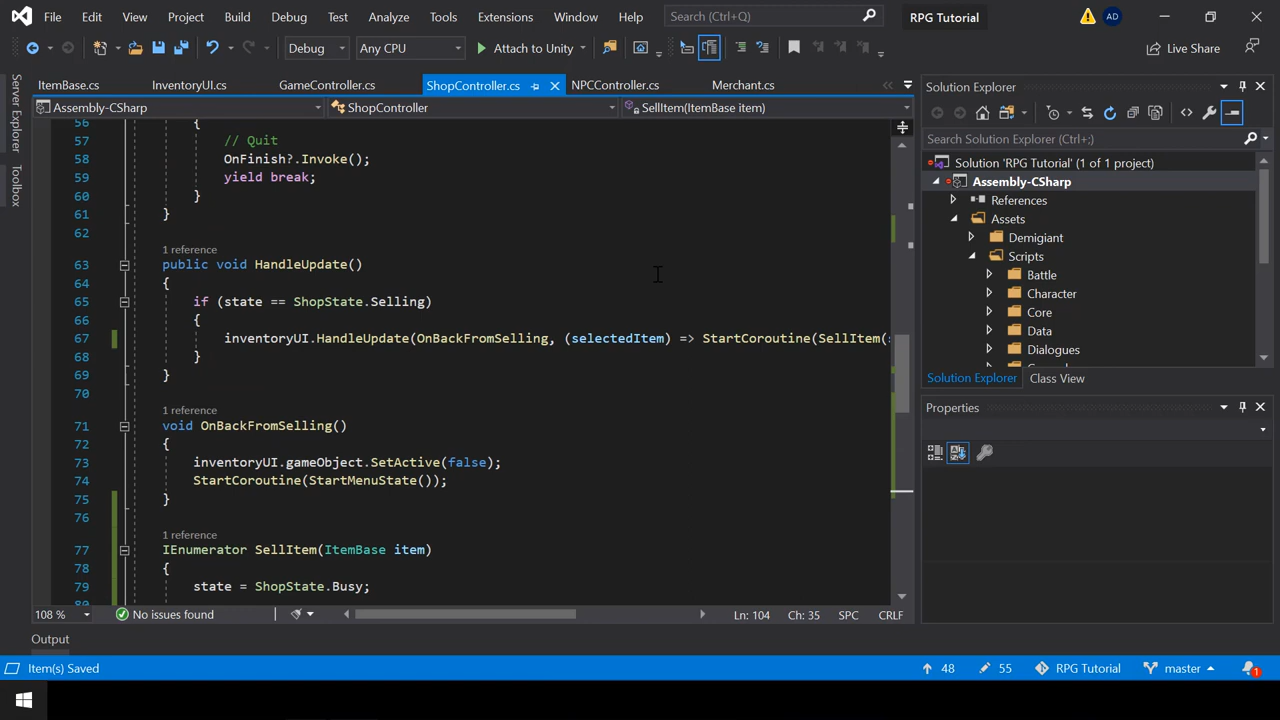 File Edit View Project Build Debug Test Analyze Tools Extensions Window Help Search (Ctrl+Q) RPG Tutorial AD
Debug Any CPU Attach to Unity Live Share
ItemBase.cs InventoryUI.cs GameController.cs ShopController.cs NPCController.cs Merchant.cs
Assembly-CSharp ShopController SellItem(ItemBase item)
Server Explorer
Toolbox
56 {
57 // Quit
58 OnFinish?.Invoke();
59 yield break;
60 }
61 }
62
1 reference
63 public void HandleUpdate()
64 {
65 if (state == ShopState.Selling)
66 {
67 inventoryUI.HandleUpdate(OnBackFromSelling, (selectedItem) => StartCoroutine(SellItem(
68 }
69 }
70
1 reference
71 void OnBackFromSelling()
72 {
73 inventoryUI.gameObject.SetActive(false);
74 StartCoroutine(StartMenuState());
75 }
76
1 reference
77 IEnumerator SellItem(ItemBase item)
78 {
79 state = ShopState.Busy;
108 % No issues found Ln: 104 Ch: 35 SPC CRLF
Output
Solution Explorer
Search Solution Explorer (Ctrl+;)
Solution 'RPG Tutorial' (1 of 1 project)
Assembly-CSharp
References
Assets
Demigiant
Scripts
Battle
Character
Core
Data
Dialogues
Solution Explorer Class View
Properties
Item(s) Saved 48 55 RPG Tutorial master 1